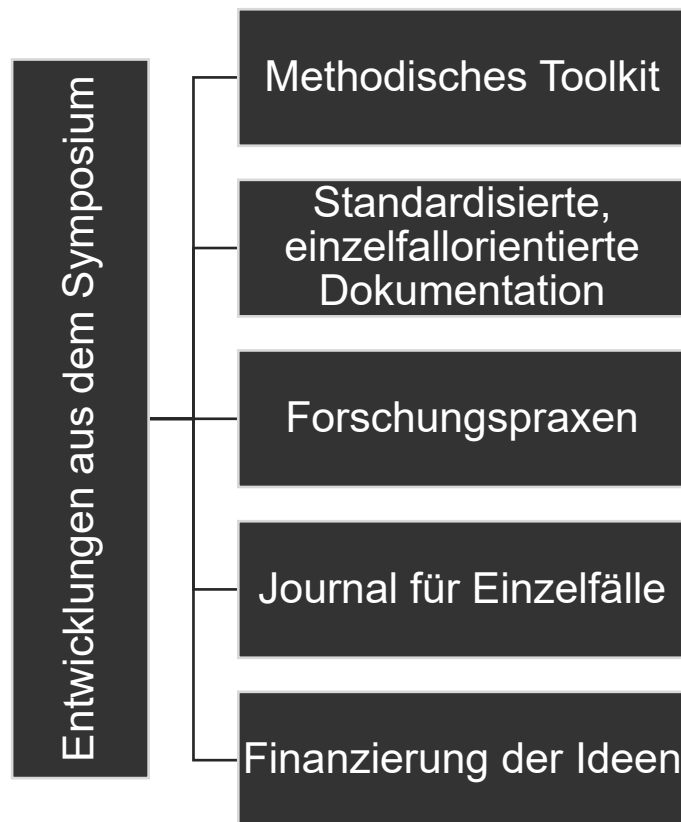 Entwicklungen aus dem Symposium
Methodisches Toolkit
Standardisierte,
einzelfallorientierte
Dokumentation
Forschungspraxen
Journal für Einzelfälle
Finanzierung der Ideen